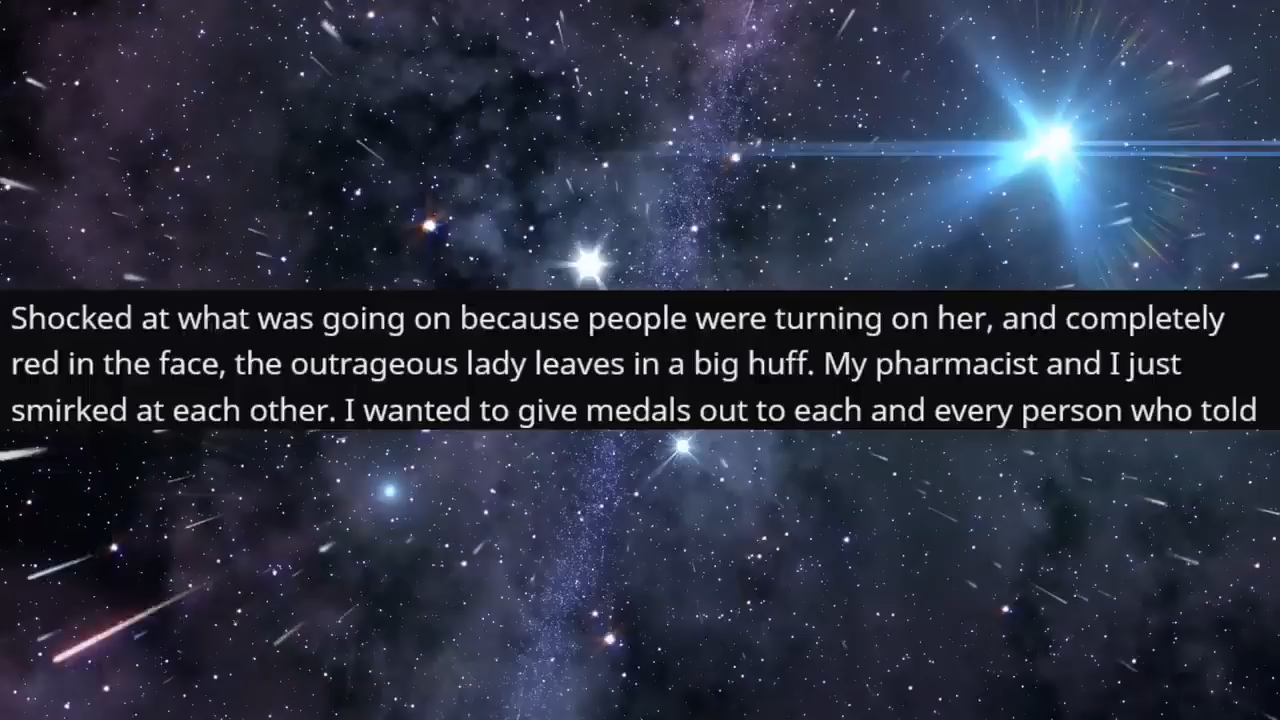 Shocked at what was going on because people were turning on her, and completely
red in the face, the outrageous lady leaves in a big huff. My pharmacist and I just
smirked at each other. I wanted to give medals out to each and every person who told